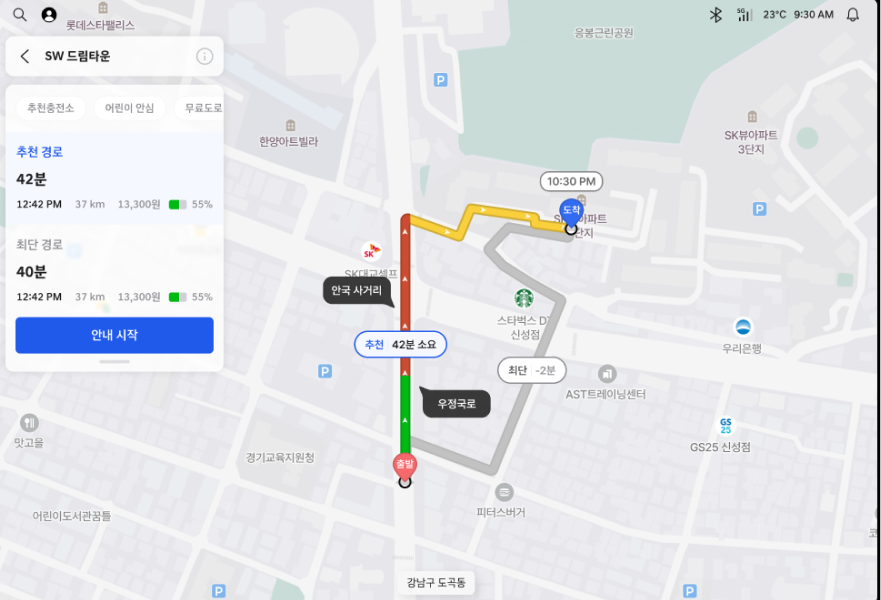 롯데스타팰리스
5G
23°C 9:30 AM
SW 드림타운
응봉근린공원
P
추천충전소 어린이 안심 무료도로
한양아트빌라
SK뷰아파트
3단지
추천 경로
42분
12:42 PM 37 km 13,300원 55%
10:30 PM
도착
P
최단 경로
40분
12:42 PM 37 km 13,300원 55%
SK
SK대교셀프
안국 사거리
스타벅스
신성점
안내 시작
추천 42분 소요
우리은행
P
최단 -2분
AST트레이닝센터
우정국로
맛고을
GS25
GS25 신성점
경기교육지원청
출발
피터스버거
어린이도서관꿈틀
강남구 도곡동
P
P